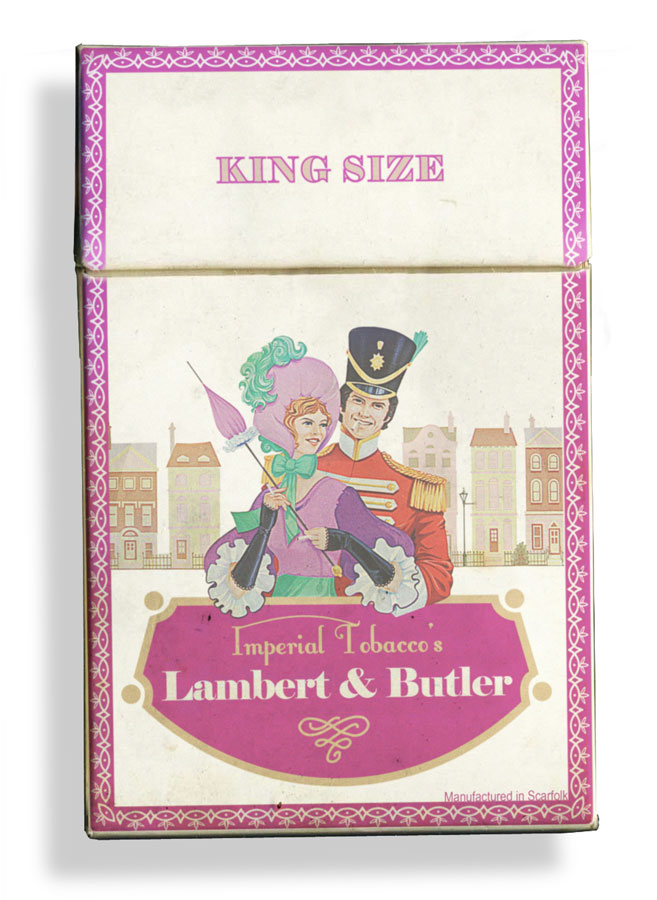 KING SIZE
Imperial Tobacco's
Lambert & Butler
Manufactured in Scarfolk